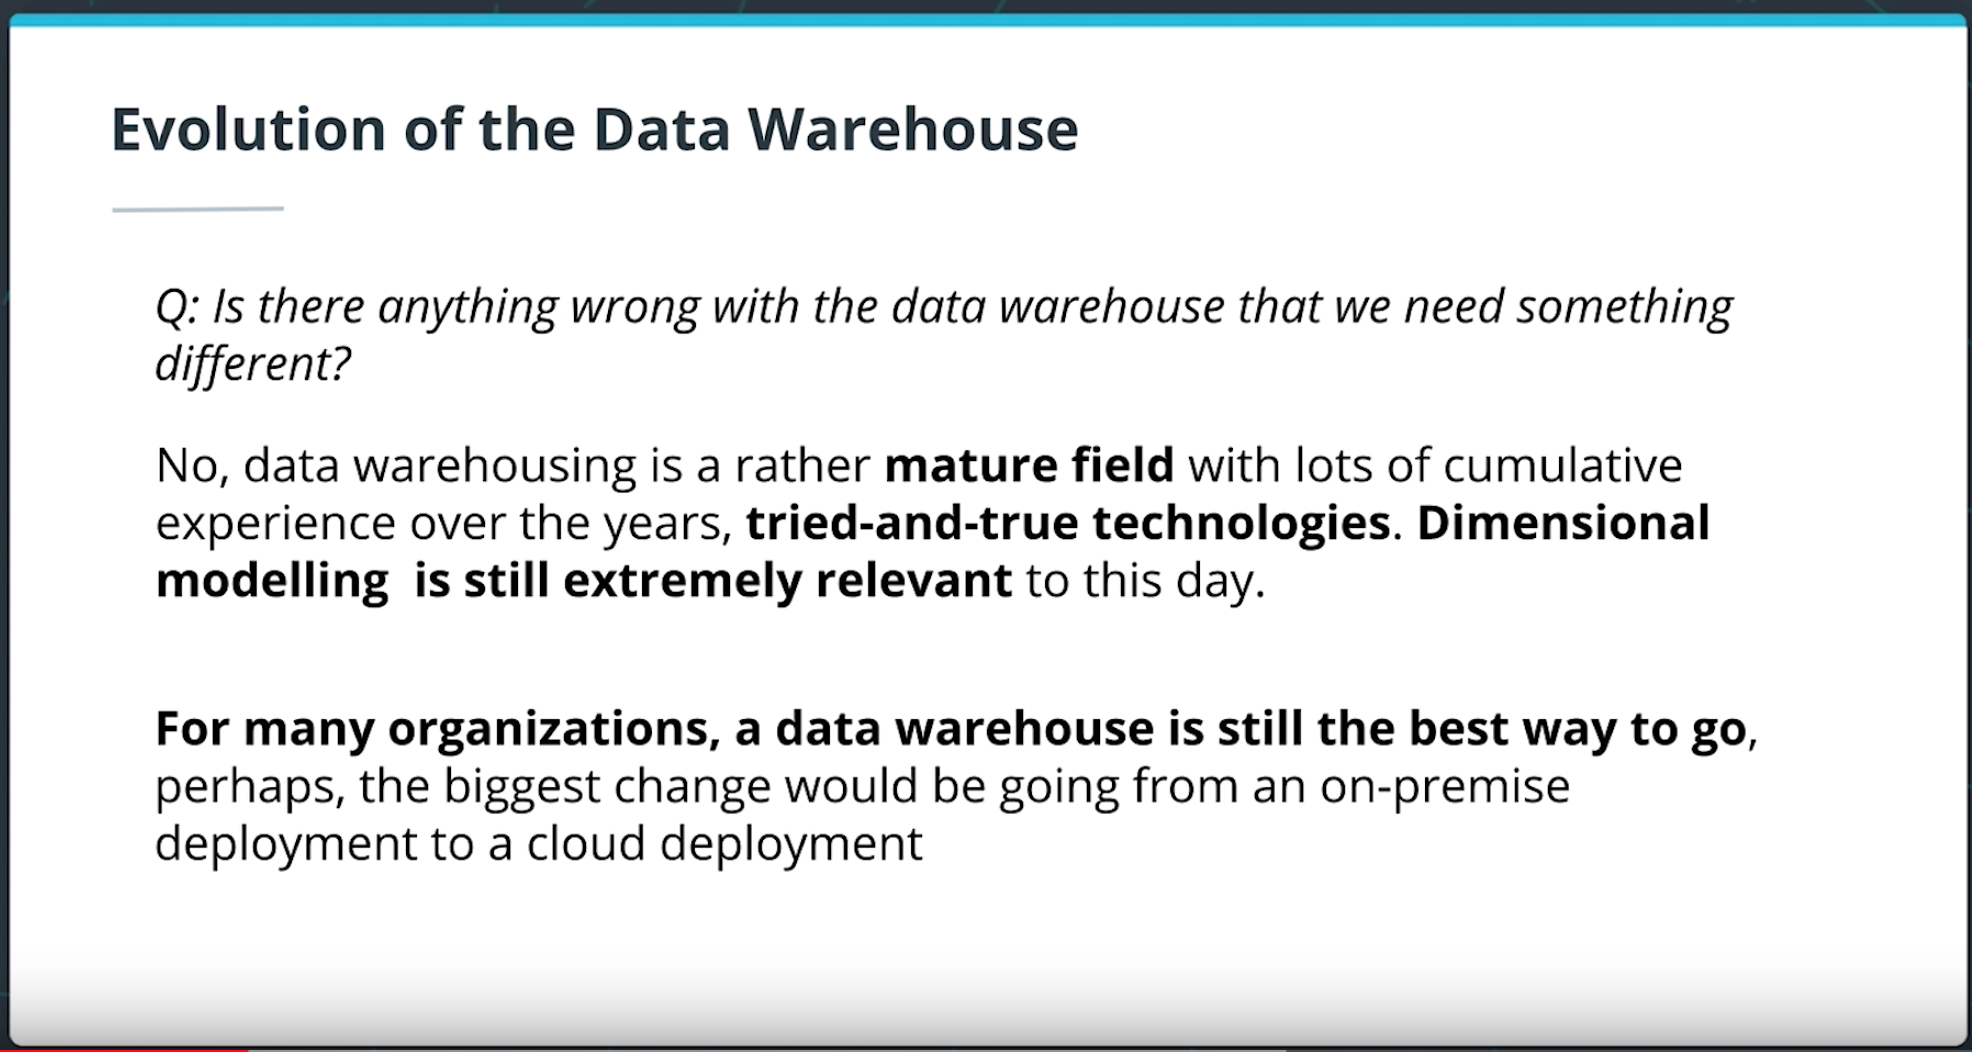 Evolution of the Data Warehouse
Q: Is there anything wrong with the data warehouse that we need something
different?
No, data warehousing is a rather mature field with lots of cumulative
experience over the years, tried-and-true technologies. Dimensional
modelling  is still extremely relevant to this day.
For many organizations, a data warehouse is still the best way to go,
perhaps, the biggest change would be going from an on-premise
deployment to a cloud deployment